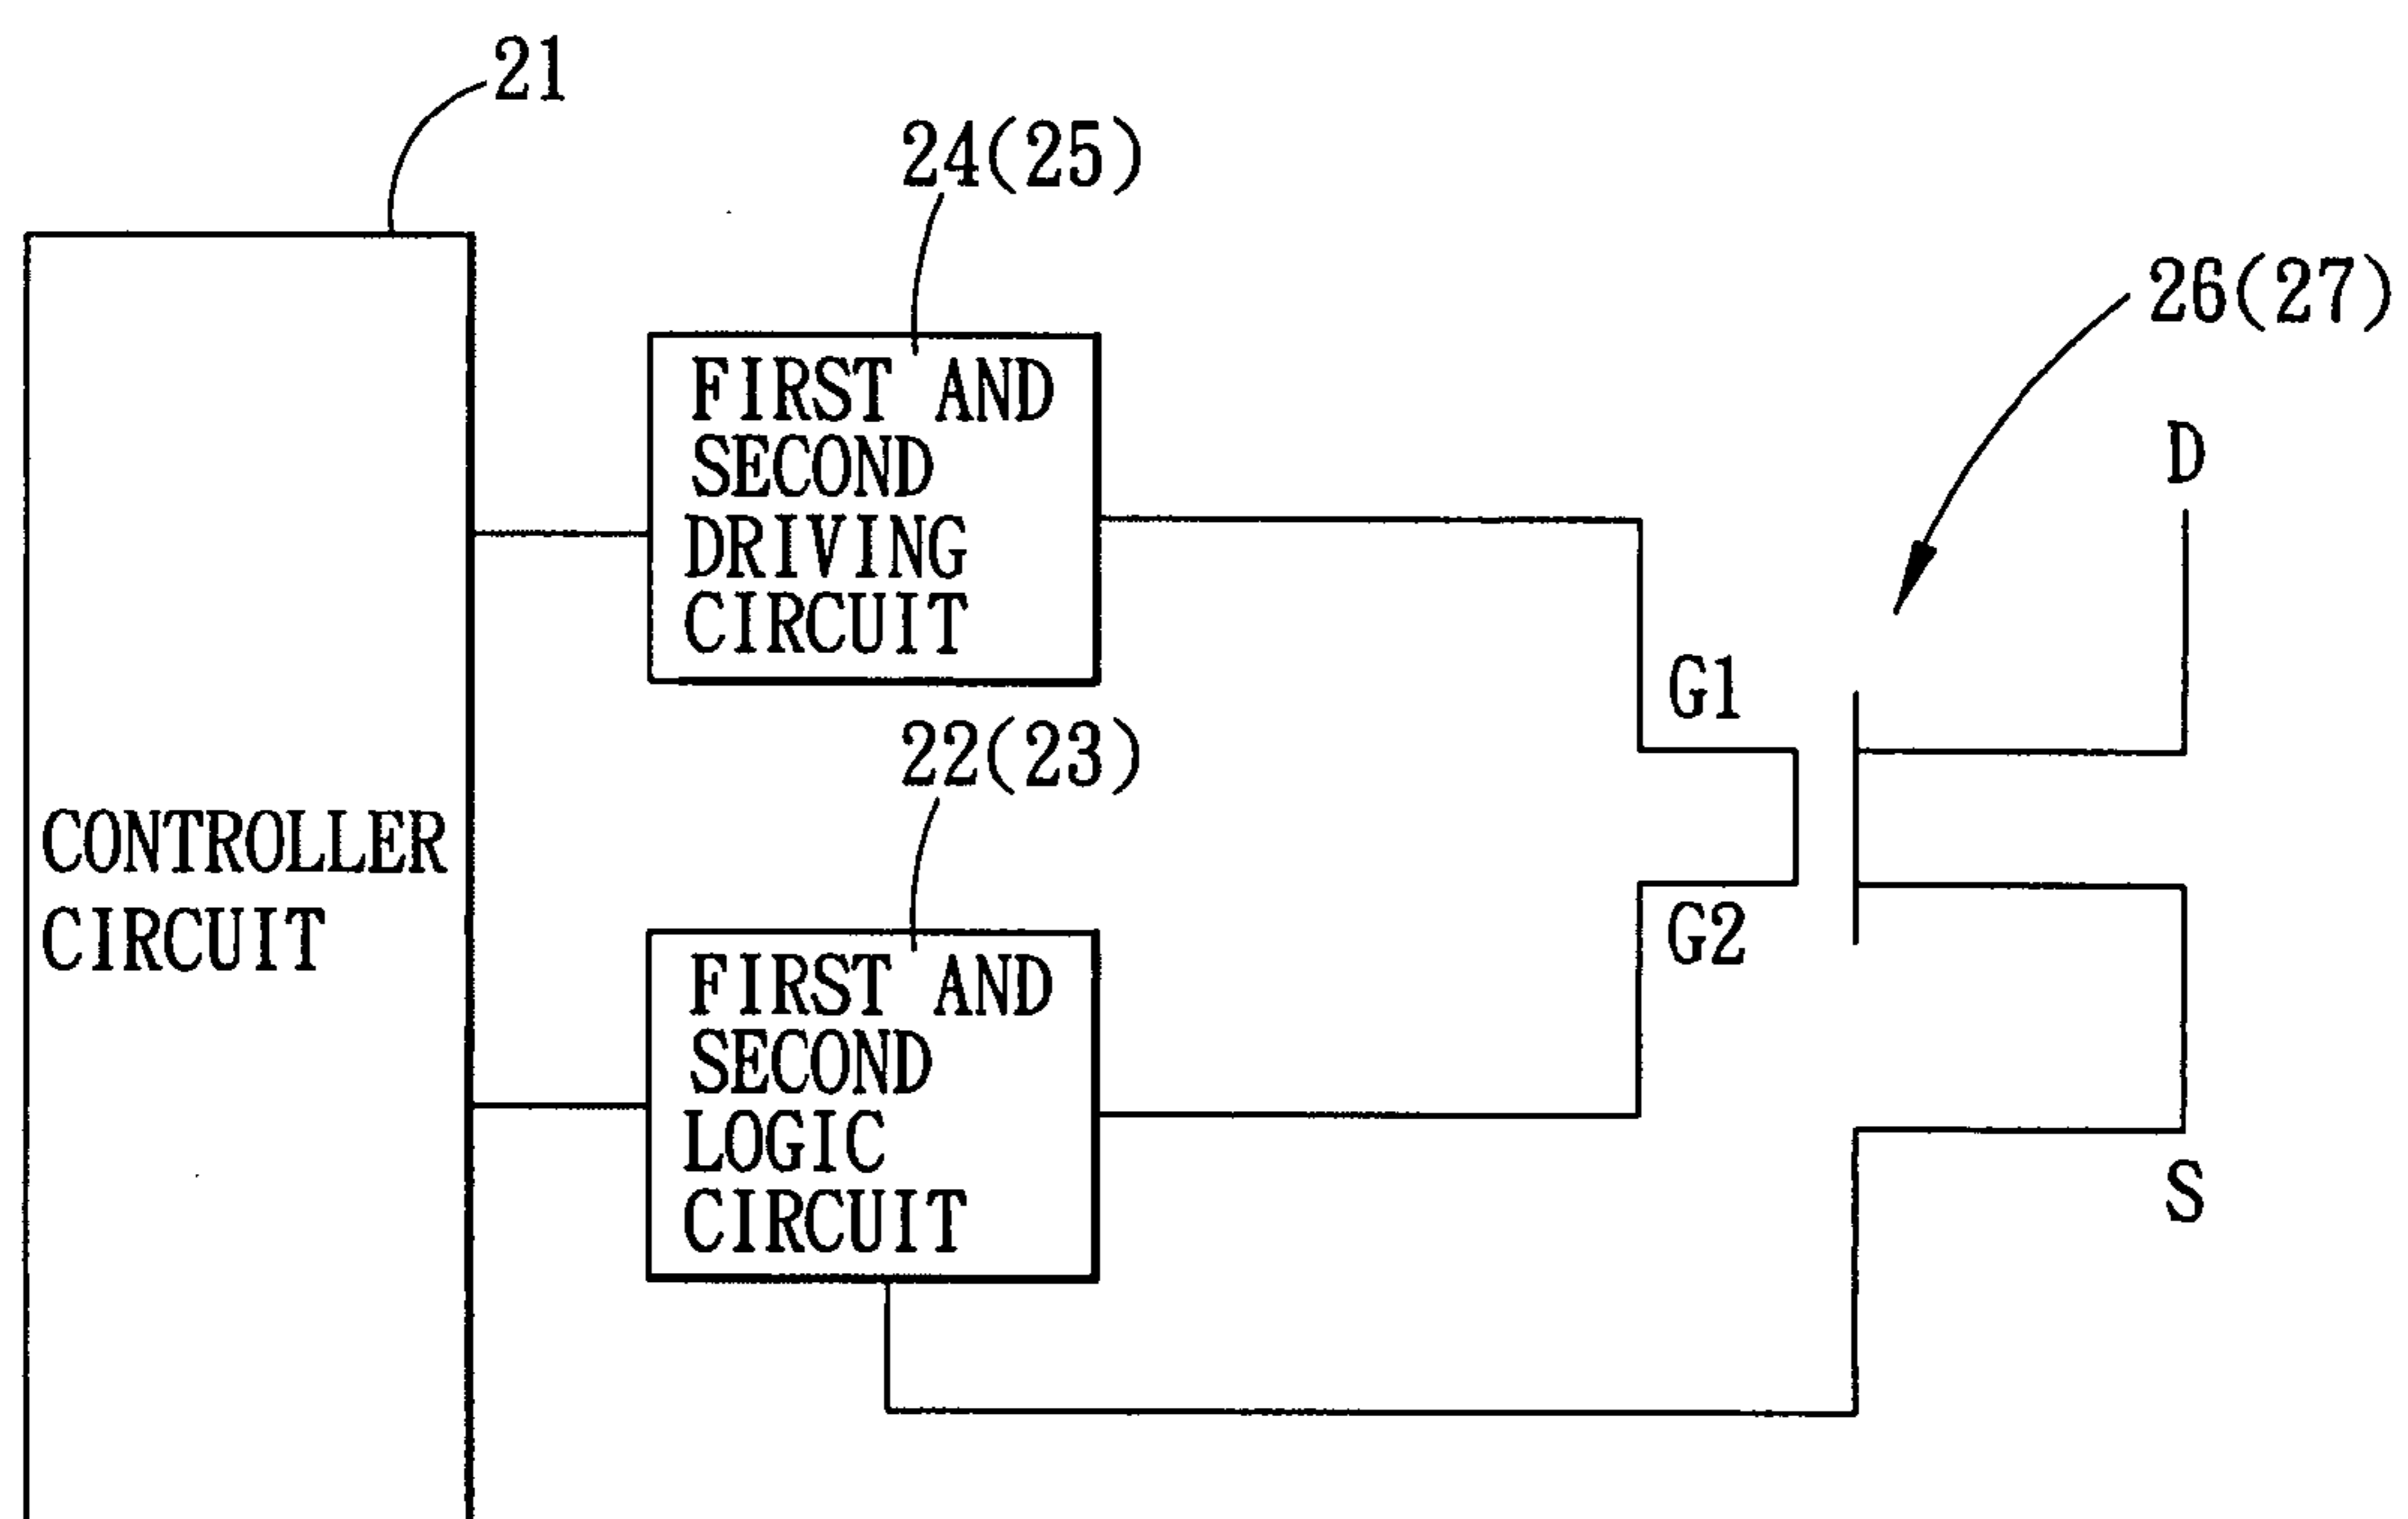 21
24(25)
26(27)
FIRST AND
SECOND
DRIVING
CIRCUIT
D
G1
22(23)
CONTROLLER
CIRCUIT
G2
FIRST AND
SECOND
LOGIC
CIRCUIT
S